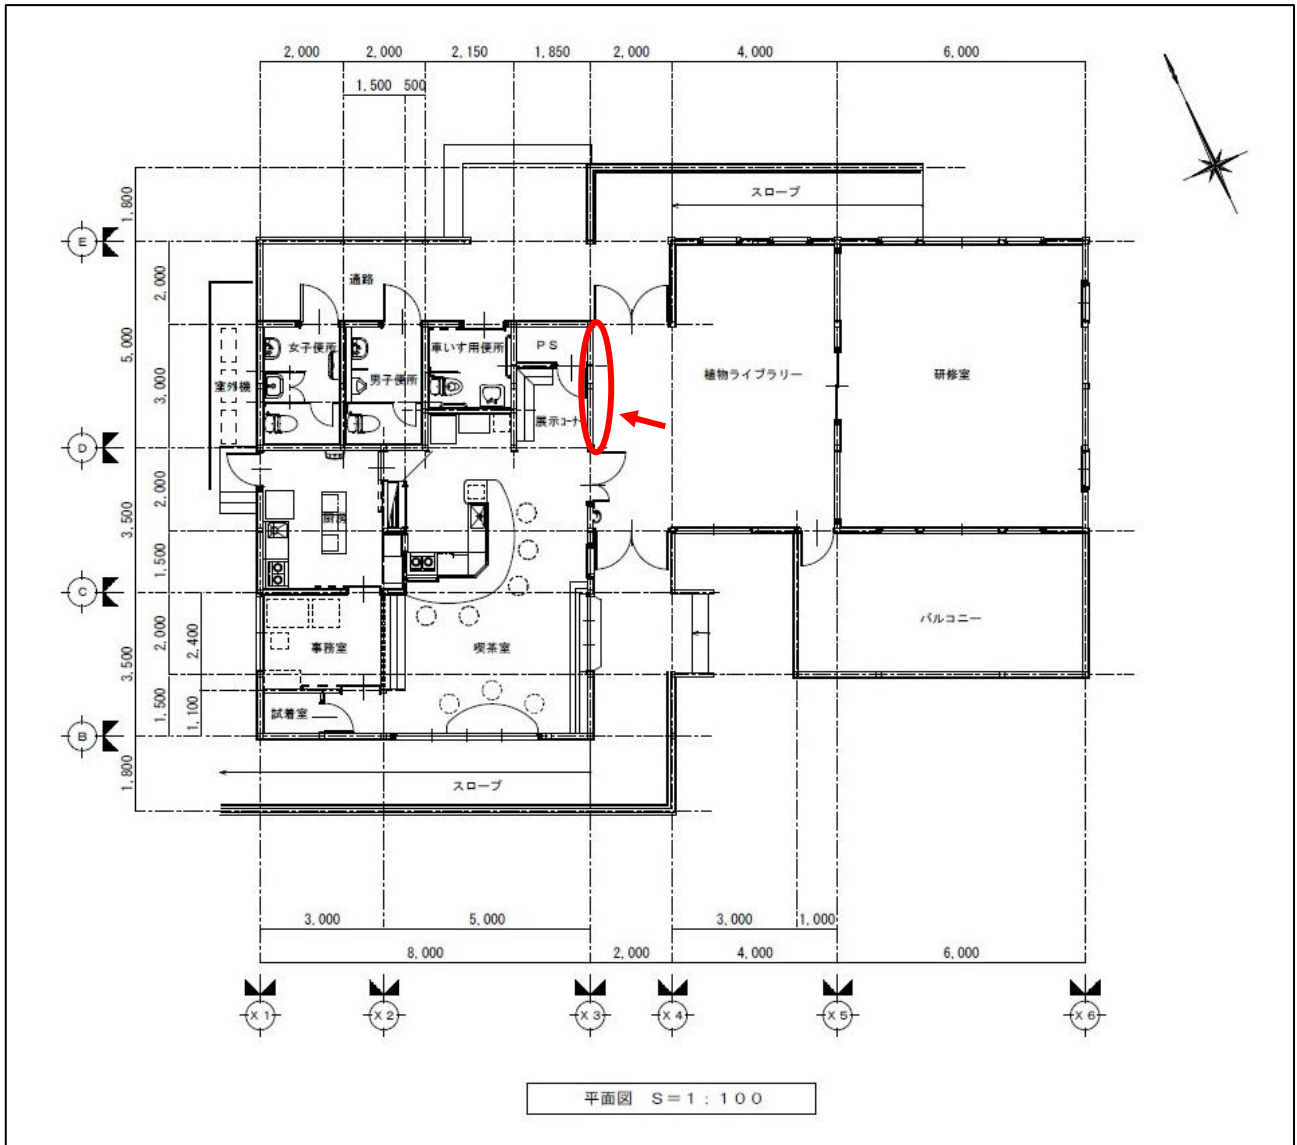 2,000 2,000 2,150 1,850 2,000 4,000 6,000
1,500 500
1,800
スロープ
E
通路
2,000
5,000
女子便所
車いす用便所
PS
室外機
男子便所
植物ライブラリー
研修室
3,000
展示コーナー
D
2,000
3,500
厨房
1,500
C
2,000
2,400
3,500
事務室
喫茶室
バルコニー
1,500
1,100
試着室
B
1,800
スロープ
3,000 5,000 3,000 1,000
8,000 2,000 4,000 6,000
X1 X2 X3 X4 X5 X6
平面図 S=1:100